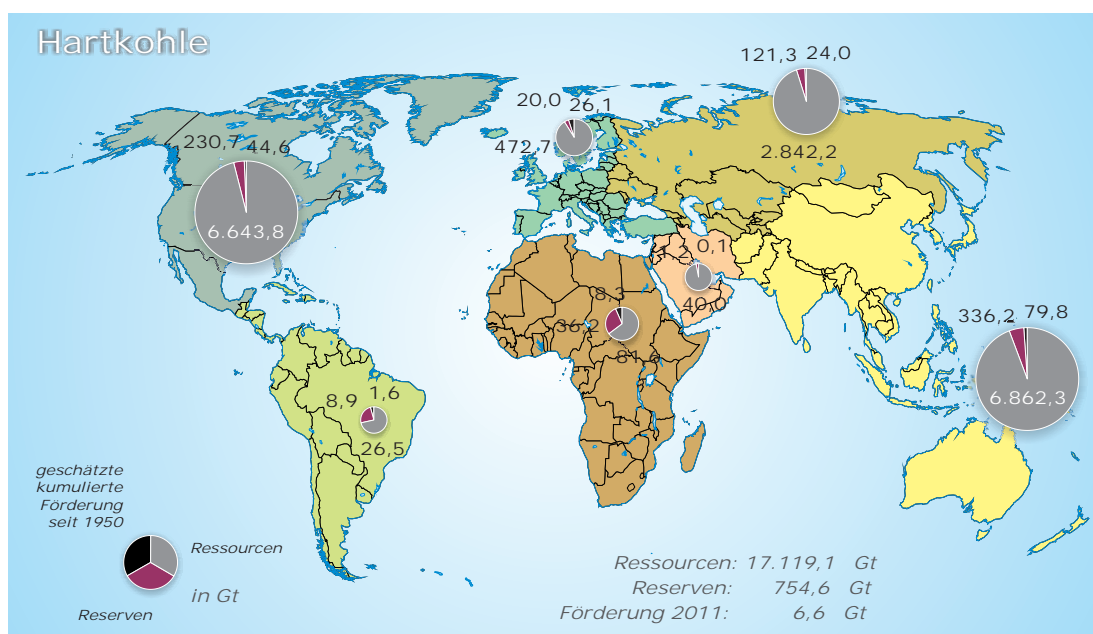 Hartkohle
121,3 24,0
20,0 26,1
230,7 44,6
472,7
2.842,2
6.643,8
1,2 0,1
40,0
8,3
36,2
81,6
336,2 79,8
6.862,3
8,9 1,6
26,5
geschätzte
kumulierte
Förderung
seit 1950
Ressourcen
in Gt
Reserven
Ressourcen: 17.119,1 Gt
Reserven: 754,6 Gt
Förderung 2011: 6,6 Gt